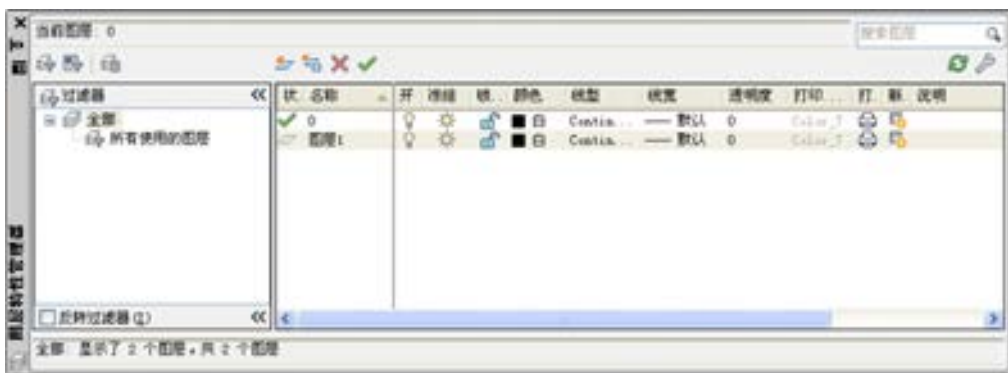 当前图层: 0
搜索图层
过滤器
全部
所有使用的图层
反转过滤器(I)
状 名称 开 冻结 锁... 颜色 线型 线宽 透明度 打印... 打 新 说明
0 白 Contin... 默认 0 Color_7
图层1 白 Contin... 默认 0 Color_7
全部: 显示了 2 个图层，共 2 个图层
图层特性管理器